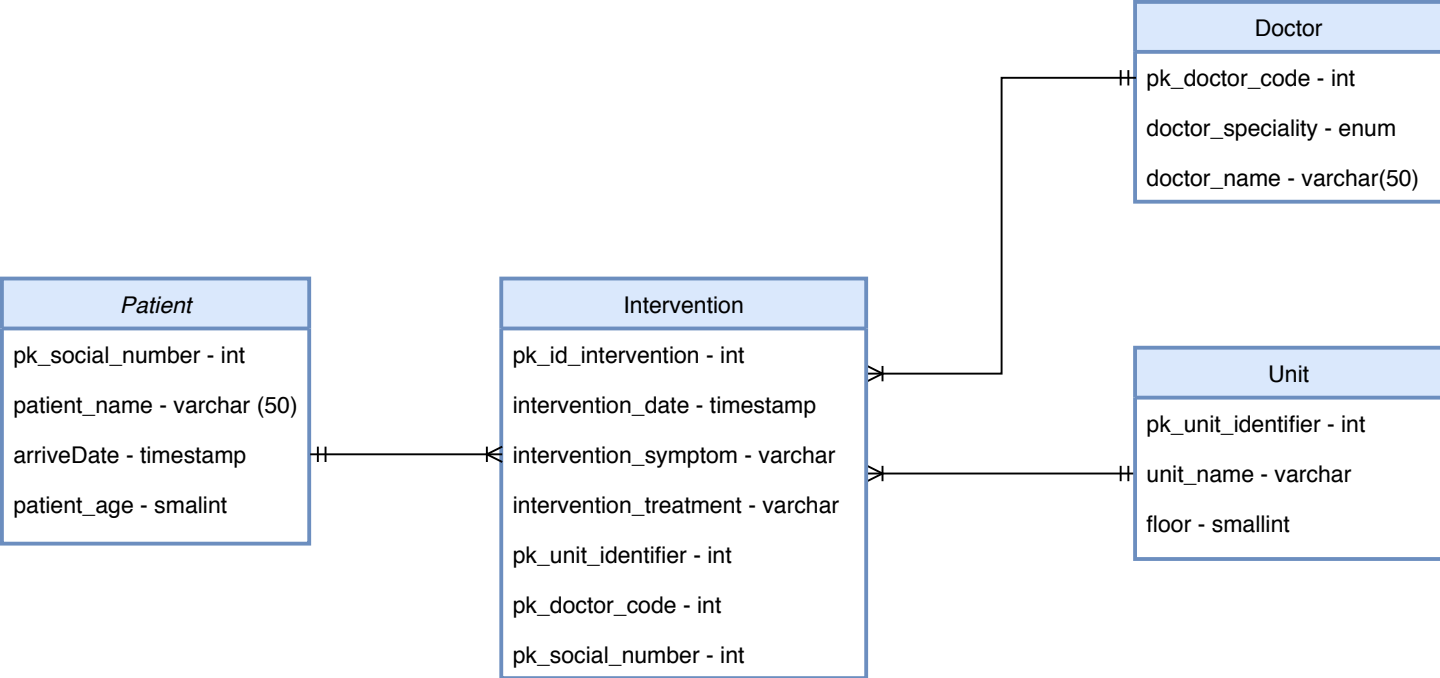 Doctor
pk_doctor_code - int
doctor_speciality - enum
doctor_name - varchar(50)
Patient
pk_social_number - int
patient_name - varchar (50)
arriveDate - timestamp
patient_age - smalint
Intervention
pk_id_intervention - int
intervention_date - timestamp
intervention_symptom - varchar
intervention_treatment - varchar
pk_unit_identifier - int
pk_doctor_code - int
pk_social_number - int
Unit
pk_unit_identifier - int
unit_name - varchar
floor - smallint